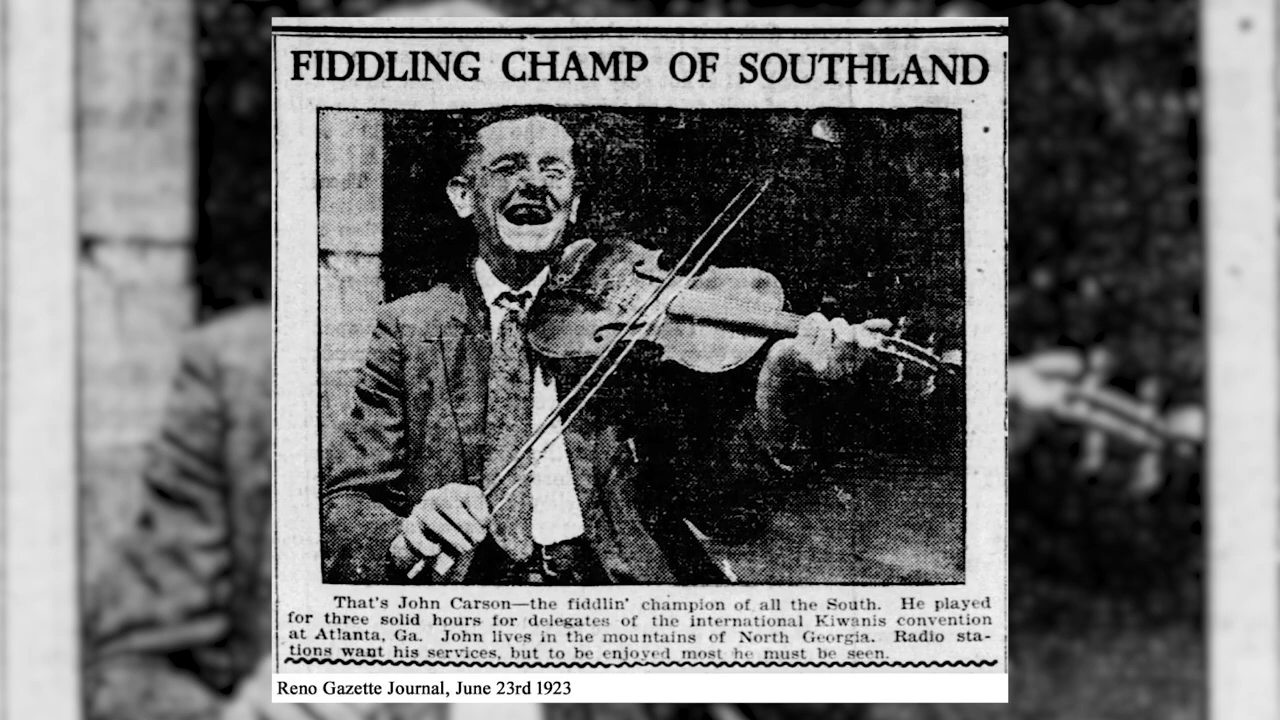 FIDDLING CHAMP OF SOUTHLAND
That's John Carson—the fiddlin' champion of all the South. He played
for three solid hours for delegates of the international Kiwanis convention
at Atlanta, Ga. John lives in the mountains of North Georgia. Radio sta-
tions want his services, but to be enjoyed most he must be seen.
Reno Gazette Journal, June 23rd 1923